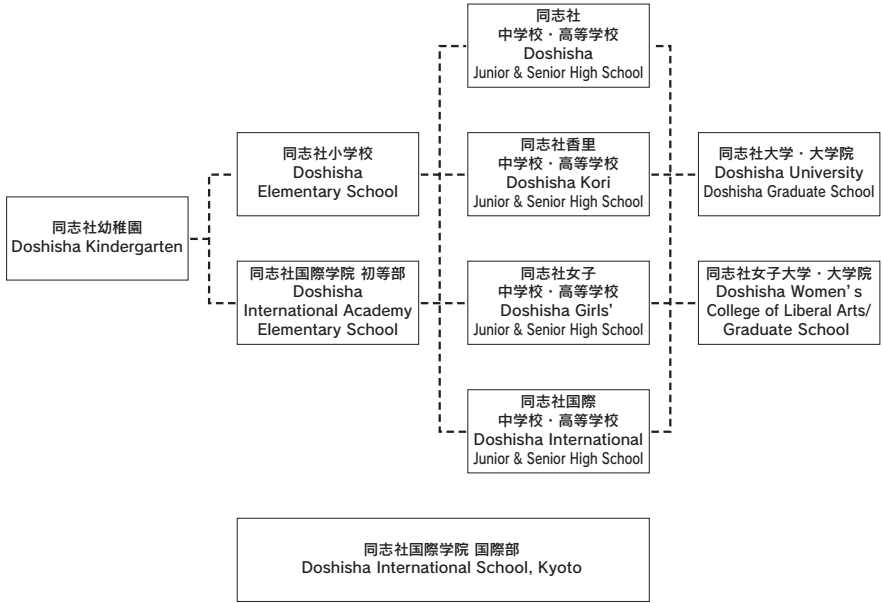 同志社幼稚園
Doshisha Kindergarten
同志社小学校
Doshisha
Elementary School
同志社国際学院 初等部
Doshisha
International Academy
Elementary School
同志社
中学校・高等学校
Doshisha
Junior & Senior High School
同志社香里
中学校・高等学校
Doshisha Kori
Junior & Senior High School
同志社女子
中学校・高等学校
Doshisha Girls’
Junior & Senior High School
同志社国際
中学校・高等学校
Doshisha International
Junior & Senior High School
同志社大学・大学院
Doshisha University
Doshisha Graduate School
同志社女子大学・大学院
Doshisha Women’s
College of Liberal Arts/
Graduate School
同志社国際学院 国際部
Doshisha International School, Kyoto